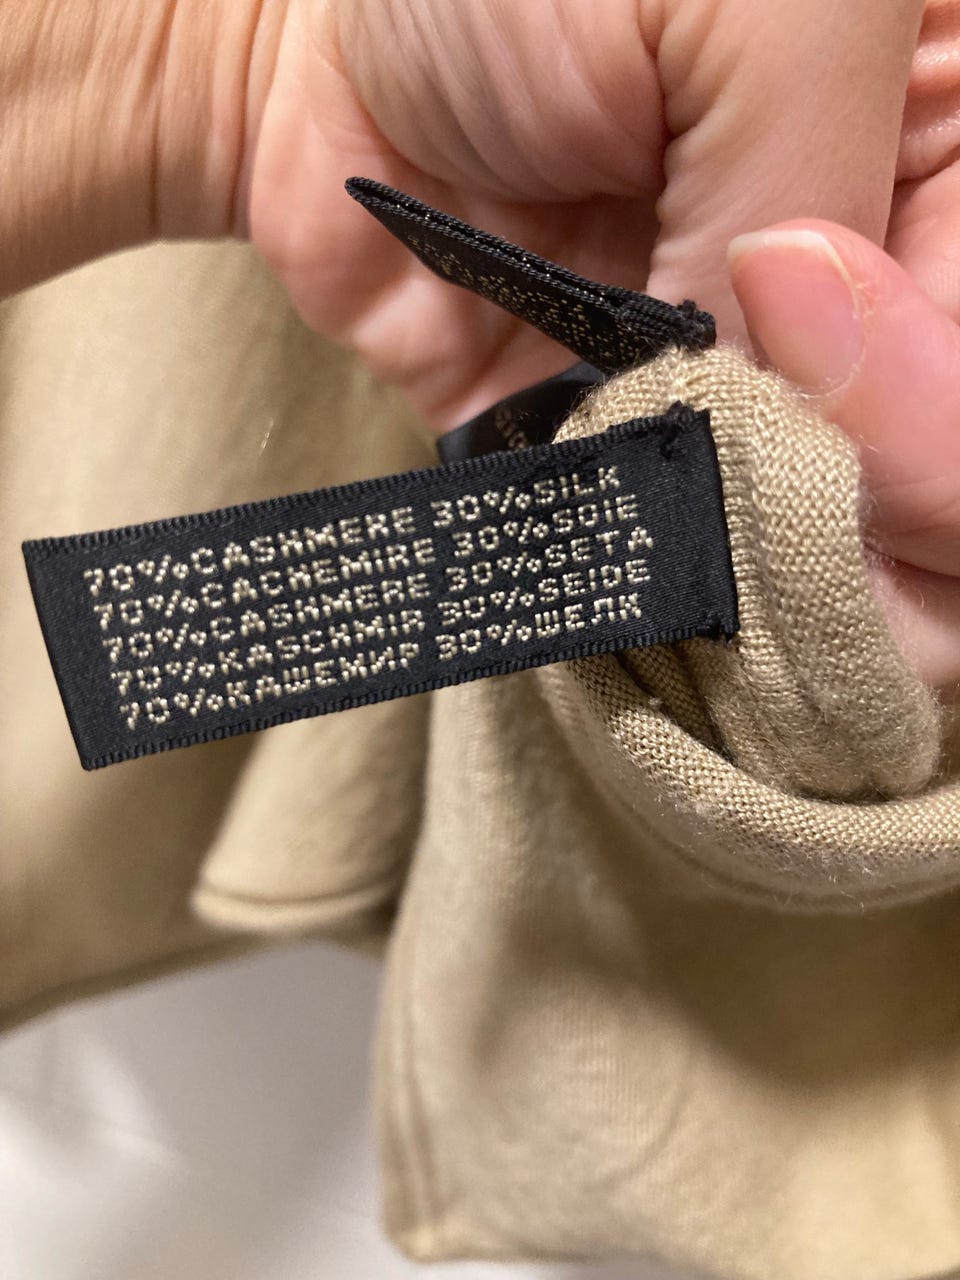 70%CASHMERE 30%SILK
70%CACHEMIRE 30%SOIE
70%CASHMERE 30%SETA
70%KASCHMIR 30%SEIDE
70%КАШЕМИР 30%ШЕЛК